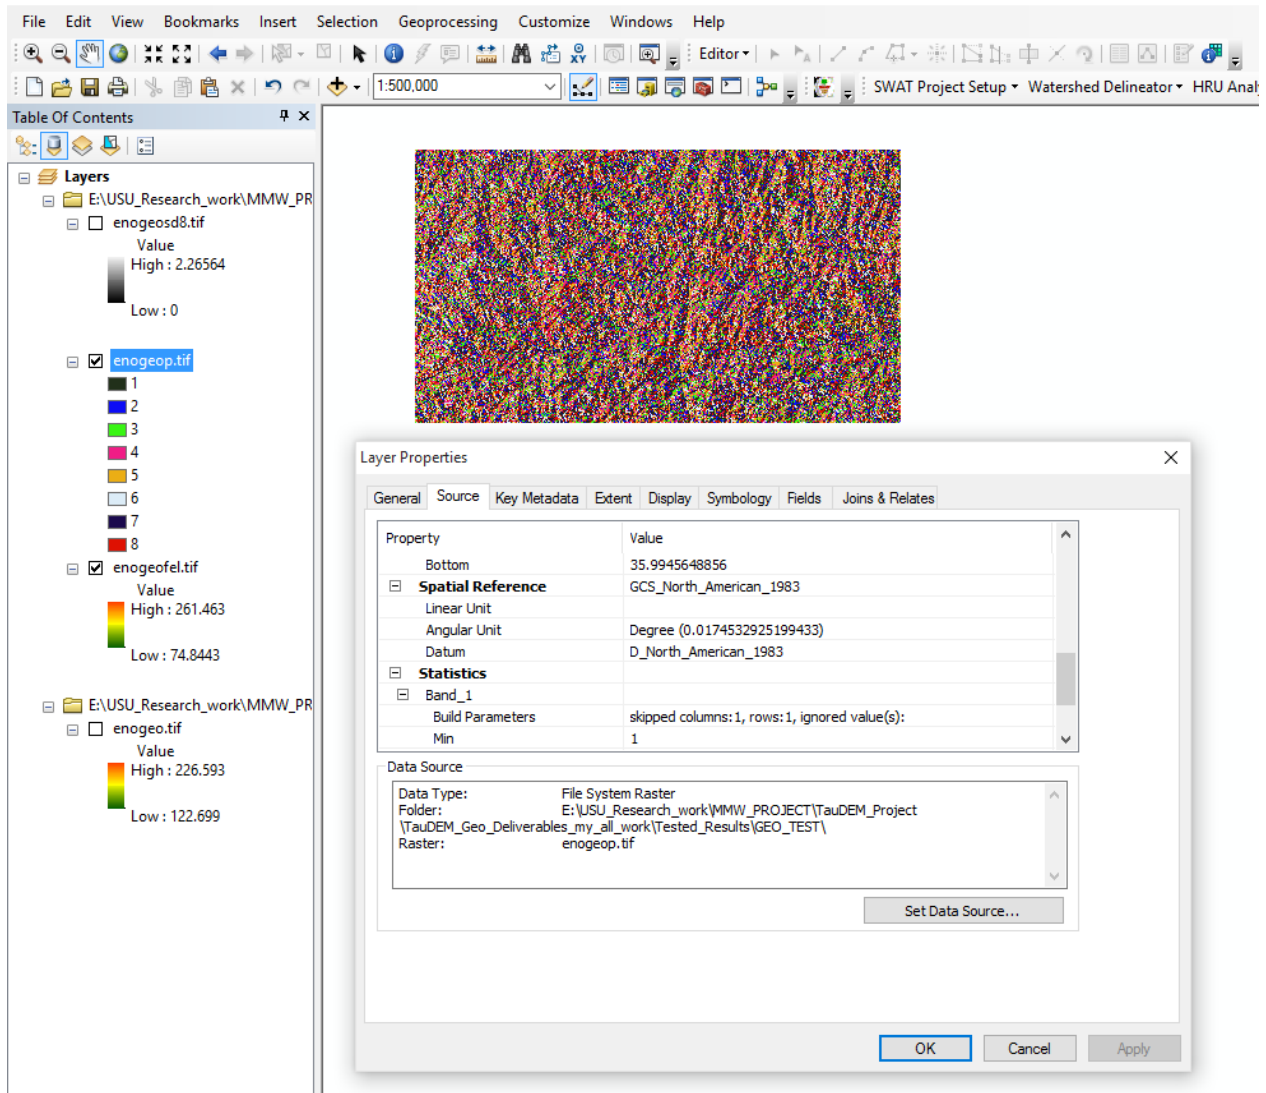 File Edit View Bookmarks Insert Selection Geoprocessing Customize Windows Help
Editor
1:500,000 SWAT Project Setup Watershed Delineator HRU Anal
Table Of Contents
Layers
E:\USU_Research_work\MMW_PR
enogeosd8.tif
Value
High : 2.26564
Low : 0
enogeop.tif
1
2
3
4
5
6
7
8
enogeofel.tif
Value
High : 261.463
Low : 74.8443
E:\USU_Research_work\MMW_PR
enogeo.tif
Value
High : 226.593
Low : 122.699
Layer Properties
General Source Key Metadata Extent Display Symbology Fields Joins & Relates
Property Value
Bottom 35.9945648856
Spatial Reference GCS_North_American_1983
Linear Unit
Angular Unit Degree (0.0174532925199433)
Datum D_North_American_1983
Statistics
Band_1
Build Parameters skipped columns:1, rows:1, ignored value(s):
Min 1
Data Source
Data Type: File System Raster
Folder: E:\USU_Research_work\MMW_PROJECT\TauDEM_Project
\TauDEM_Geo_Deliverables_my_all_work\Tested_Results\GEO_TEST\
Raster: enogeop.tif
Set Data Source...
OK Cancel Apply